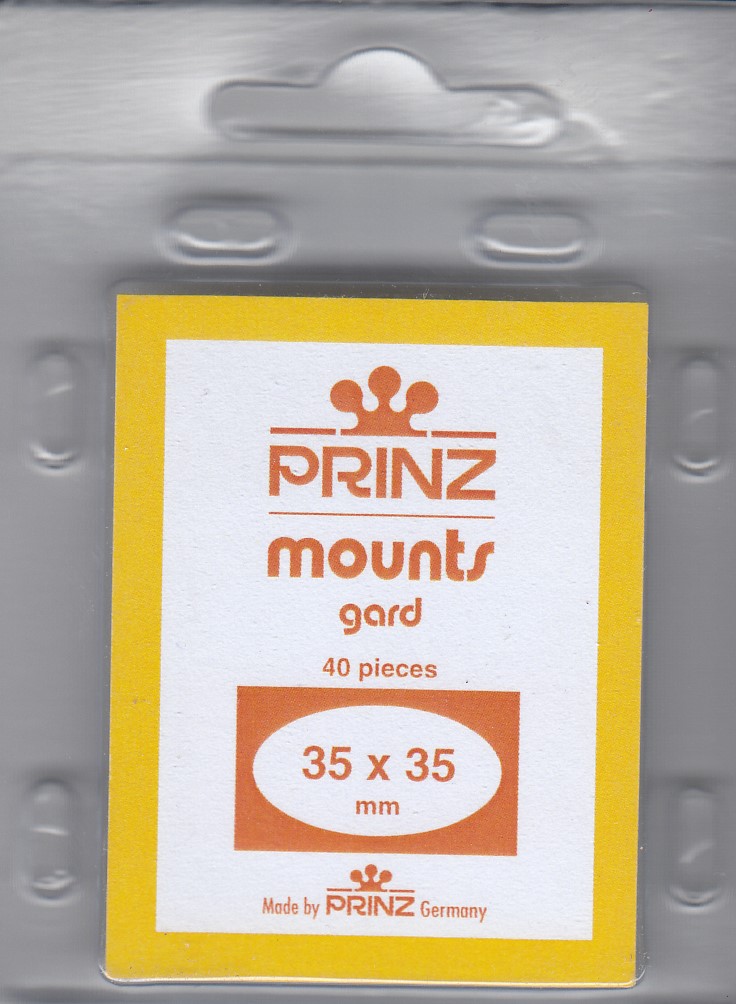 PRINZ
mounts
gard
40 pieces
35 x 35
mm
Made by PRINZ Germany